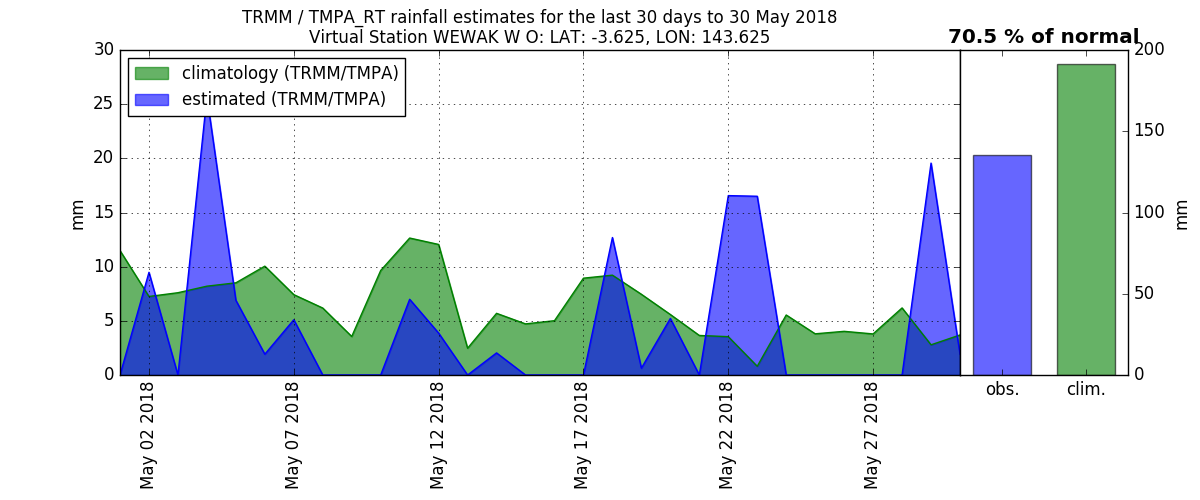 TRMM / TMPA_RT rainfall estimates for the last 30 days to 30 May 2018
Virtual Station WEWAK W O: LAT: -3.625, LON: 143.625
70.5 % of normal
climatology (TRMM/TMPA)
estimated (TRMM/TMPA)
30
25
20
15
10
5
0
mm
May 02 2018
May 07 2018
May 12 2018
May 17 2018
May 22 2018
May 27 2018
200
150
100
50
0
mm
obs.
clim.